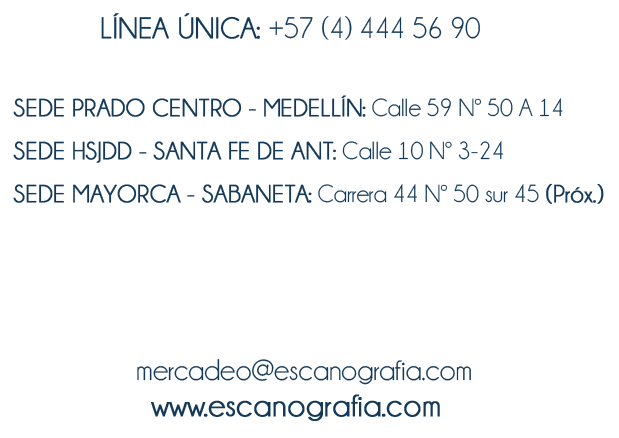 LÍNEA ÚNICA: +57 (4) 444 56 90
SEDE PRADO CENTRO - MEDELLÍN: Calle 59 N° 50 A 14
SEDE HSJDD - SANTA FE DE ANT: Calle 10 N° 3-24
SEDE MAYORCA - SABANETA: Carrera 44 N° 50 sur 45 (Próx.)
mercadeo@escanografia.com
www.escanografia.com